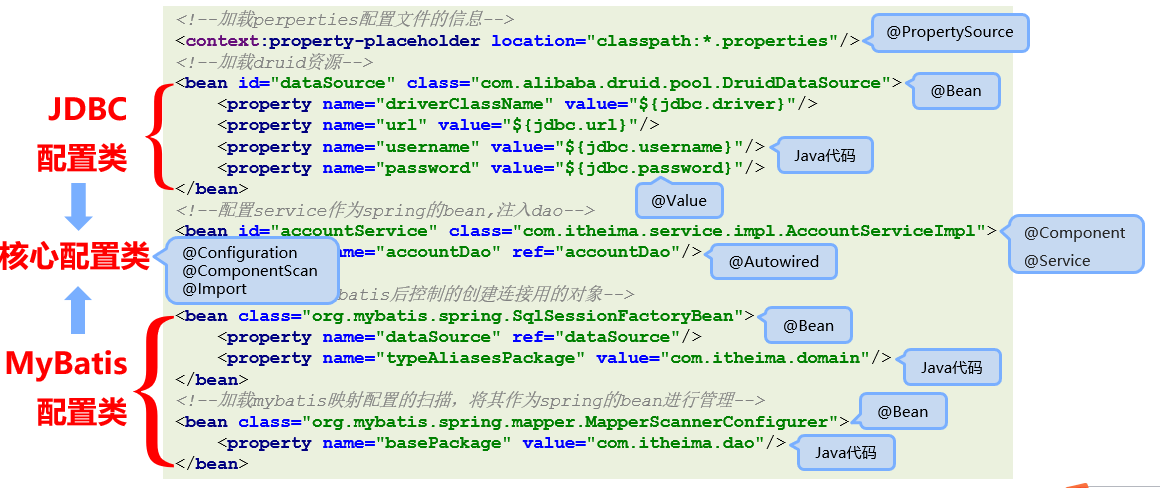 <!--加载perperties配置文件的信息-->
<context:property-placeholder location="classpath:*.properties"/>
@PropertySource
<!--加载druid资源-->
<bean id="dataSource" class="com.alibaba.druid.pool.DruidDataSource">
@Bean
<property name="driverClassName" value="${jdbc.driver}"/>
<property name="url" value="${jdbc.url}"/>
<property name="username" value="${jdbc.username}"/>
Java代码
<property name="password" value="${jdbc.password}"/>
</bean>
@Value
JDBC
配置类
<!--配置service作为spring的bean,注入dao-->
<bean id="accountService" class="com.itheima.service.impl.AccountServiceImpl">
@Component
@Service
核心配置类
@Configuration
@ComponentScan
@Import
ame="accountDao" ref="accountDao"/>
@Autowired
batis后控制的创建连接用的对象-->
<bean class="org.mybatis.spring.SqlSessionFactoryBean">
@Bean
<property name="dataSource" ref="dataSource"/>
<property name="typeAliasesPackage" value="com.itheima.domain"/>
Java代码
</bean>
MyBatis
配置类
<!--加载mybatis映射配置的扫描，将其作为spring的bean进行管理-->
<bean class="org.mybatis.spring.mapper.MapperScannerConfigurer">
@Bean
<property name="basePackage" value="com.itheima.dao"/>
Java代码
</bean>